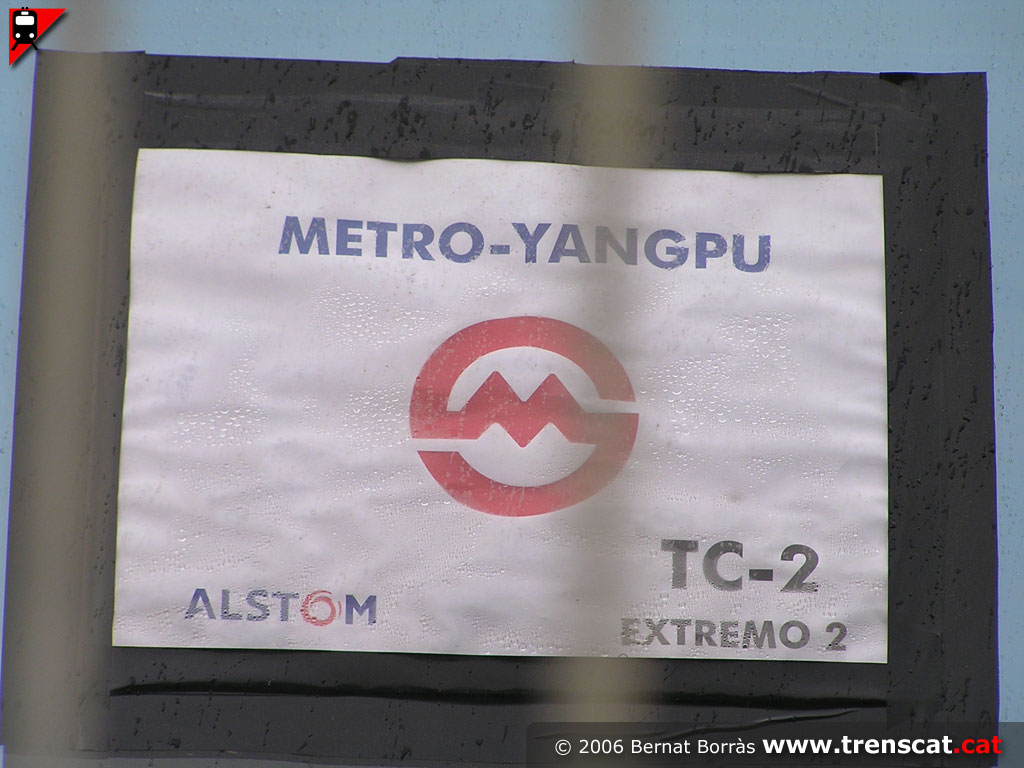 METRO-YANGPU
ALSTOM
TC-2
EXTREMO 2
© 2006 Bernat Borràs www.trenscat.cat